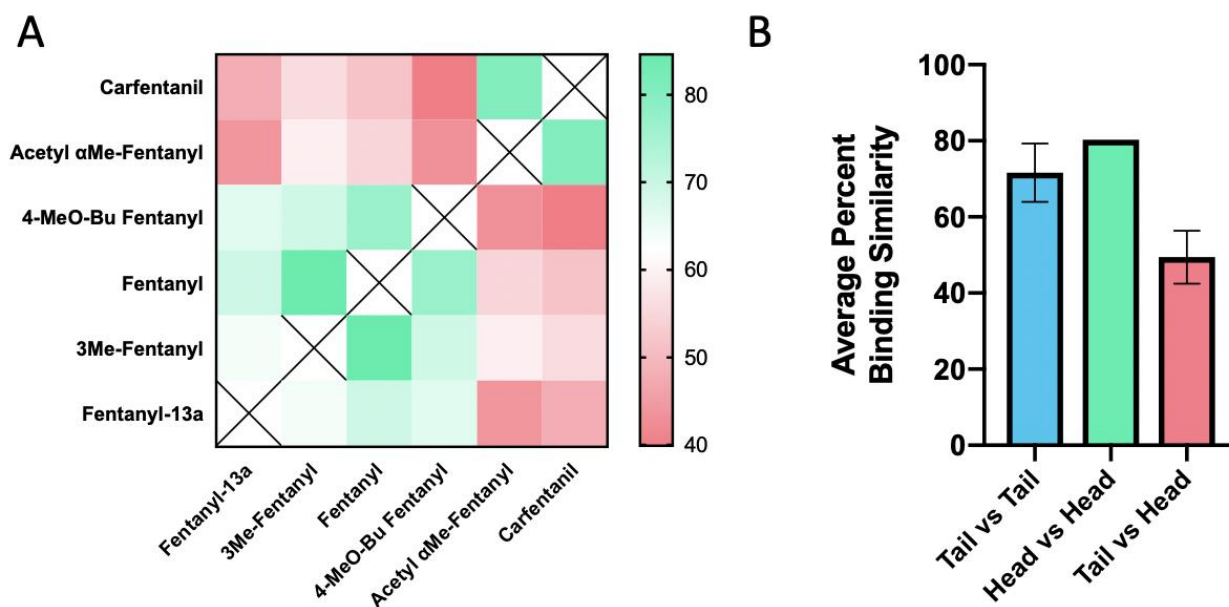 A
Carfentanil
Acetyl αMe-Fentanyl
4-MeO-Bu Fentanyl
Fentanyl
3Me-Fentanyl
Fentanyl-13a
Fentanyl-13a
3Me-Fentanyl
Fentanyl
4-MeO-Bu Fentanyl
Acetyl αMe-Fentanyl
Carfentanil
80
70
60
50
40
B
Average Percent
Binding Similarity
100
80
60
40
20
0
Tail vs Tail
Head vs Head
Tail vs Head